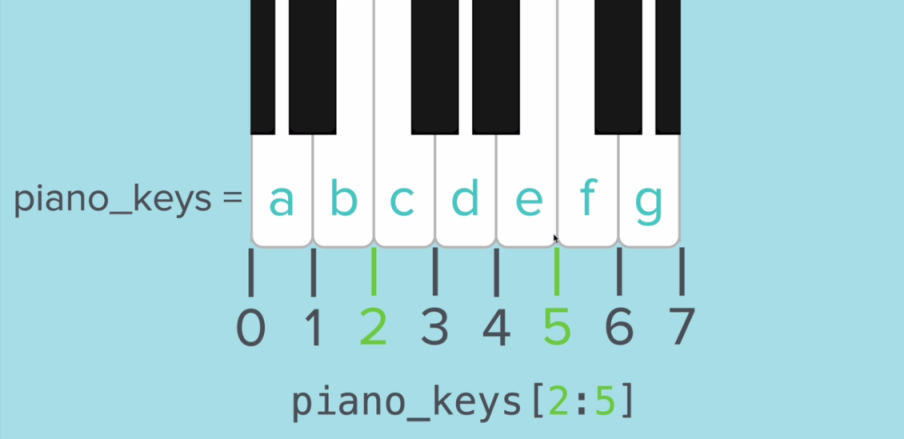 piano_keys = a b c d e f g
0 1 2 3 4 5 6 7
piano_keys[2:5]